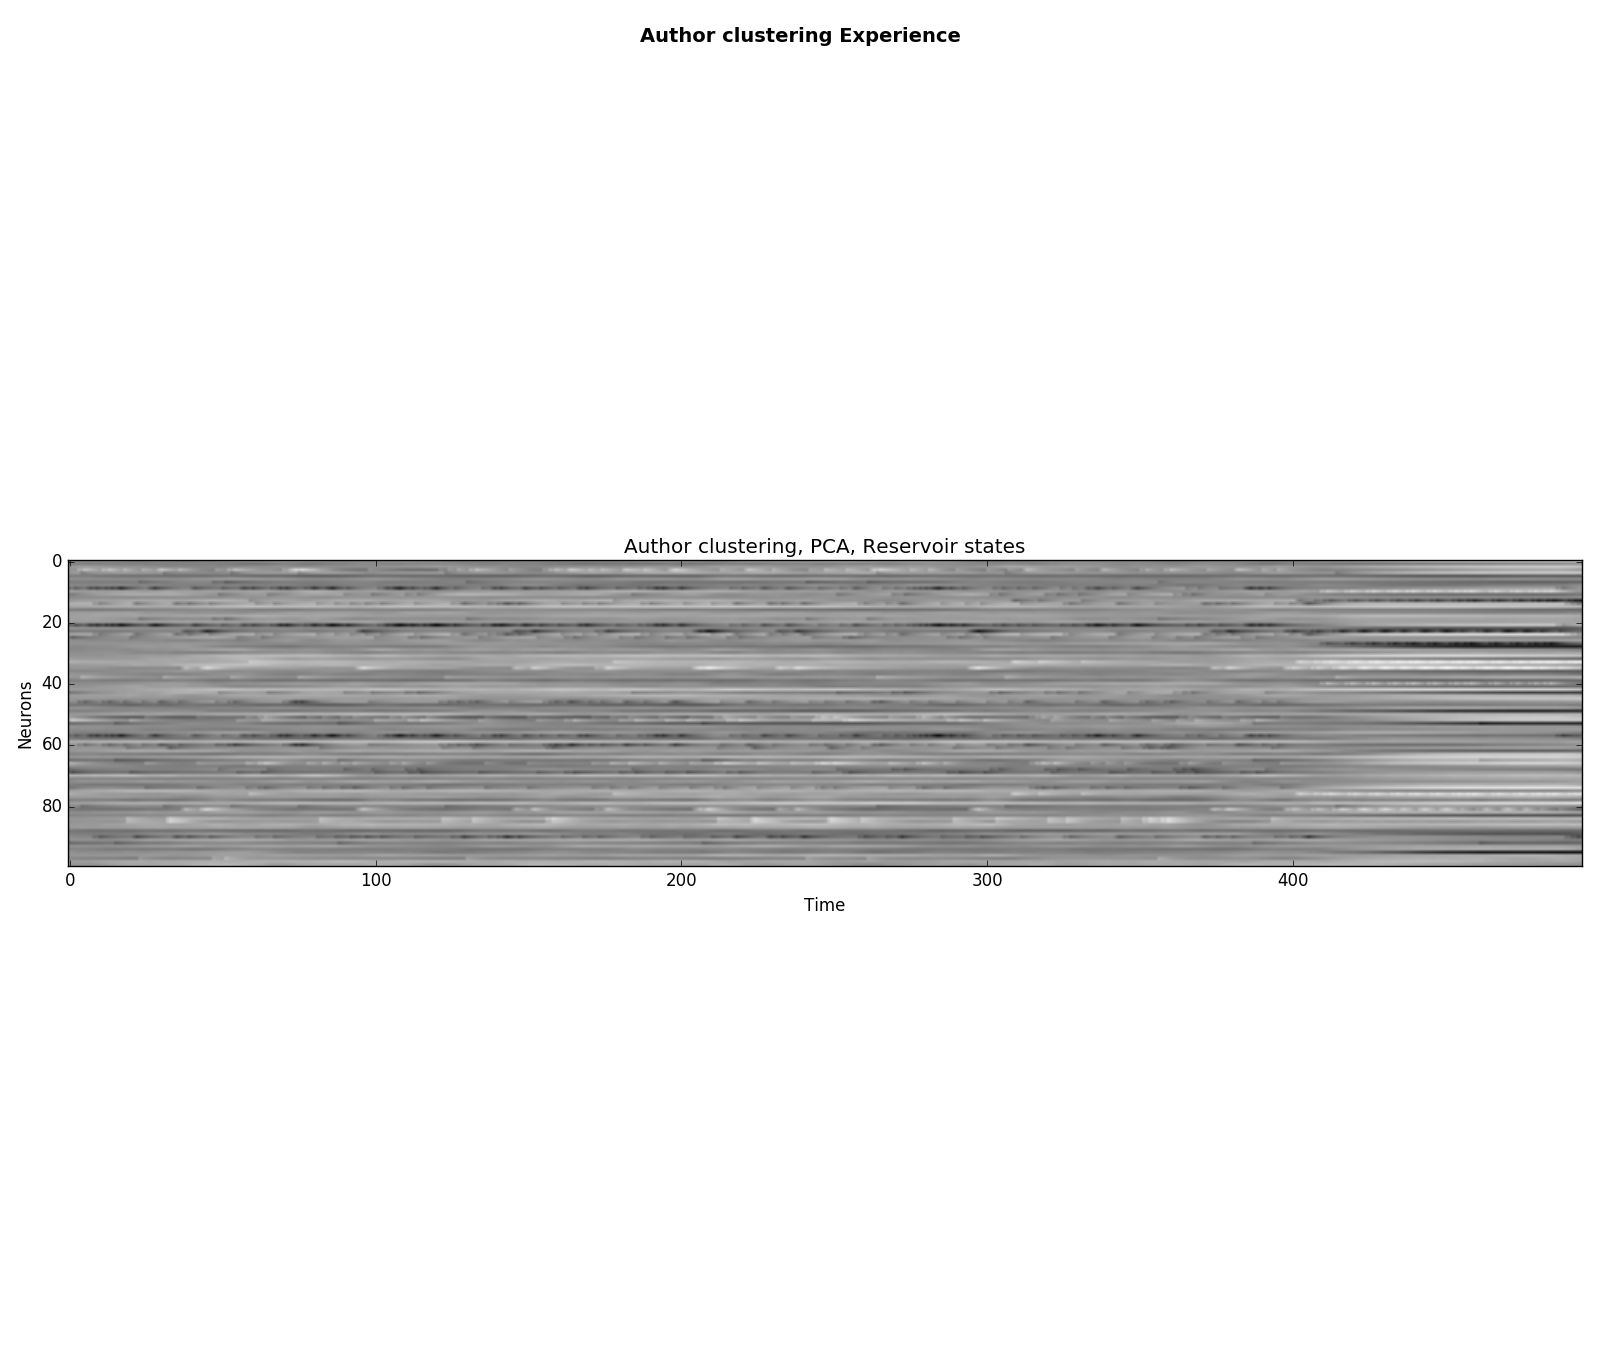 Author clustering Experience
Author clustering, PCA, Reservoir states
0
20
40
60
80
Neurons
0 100 200 300 400
Time